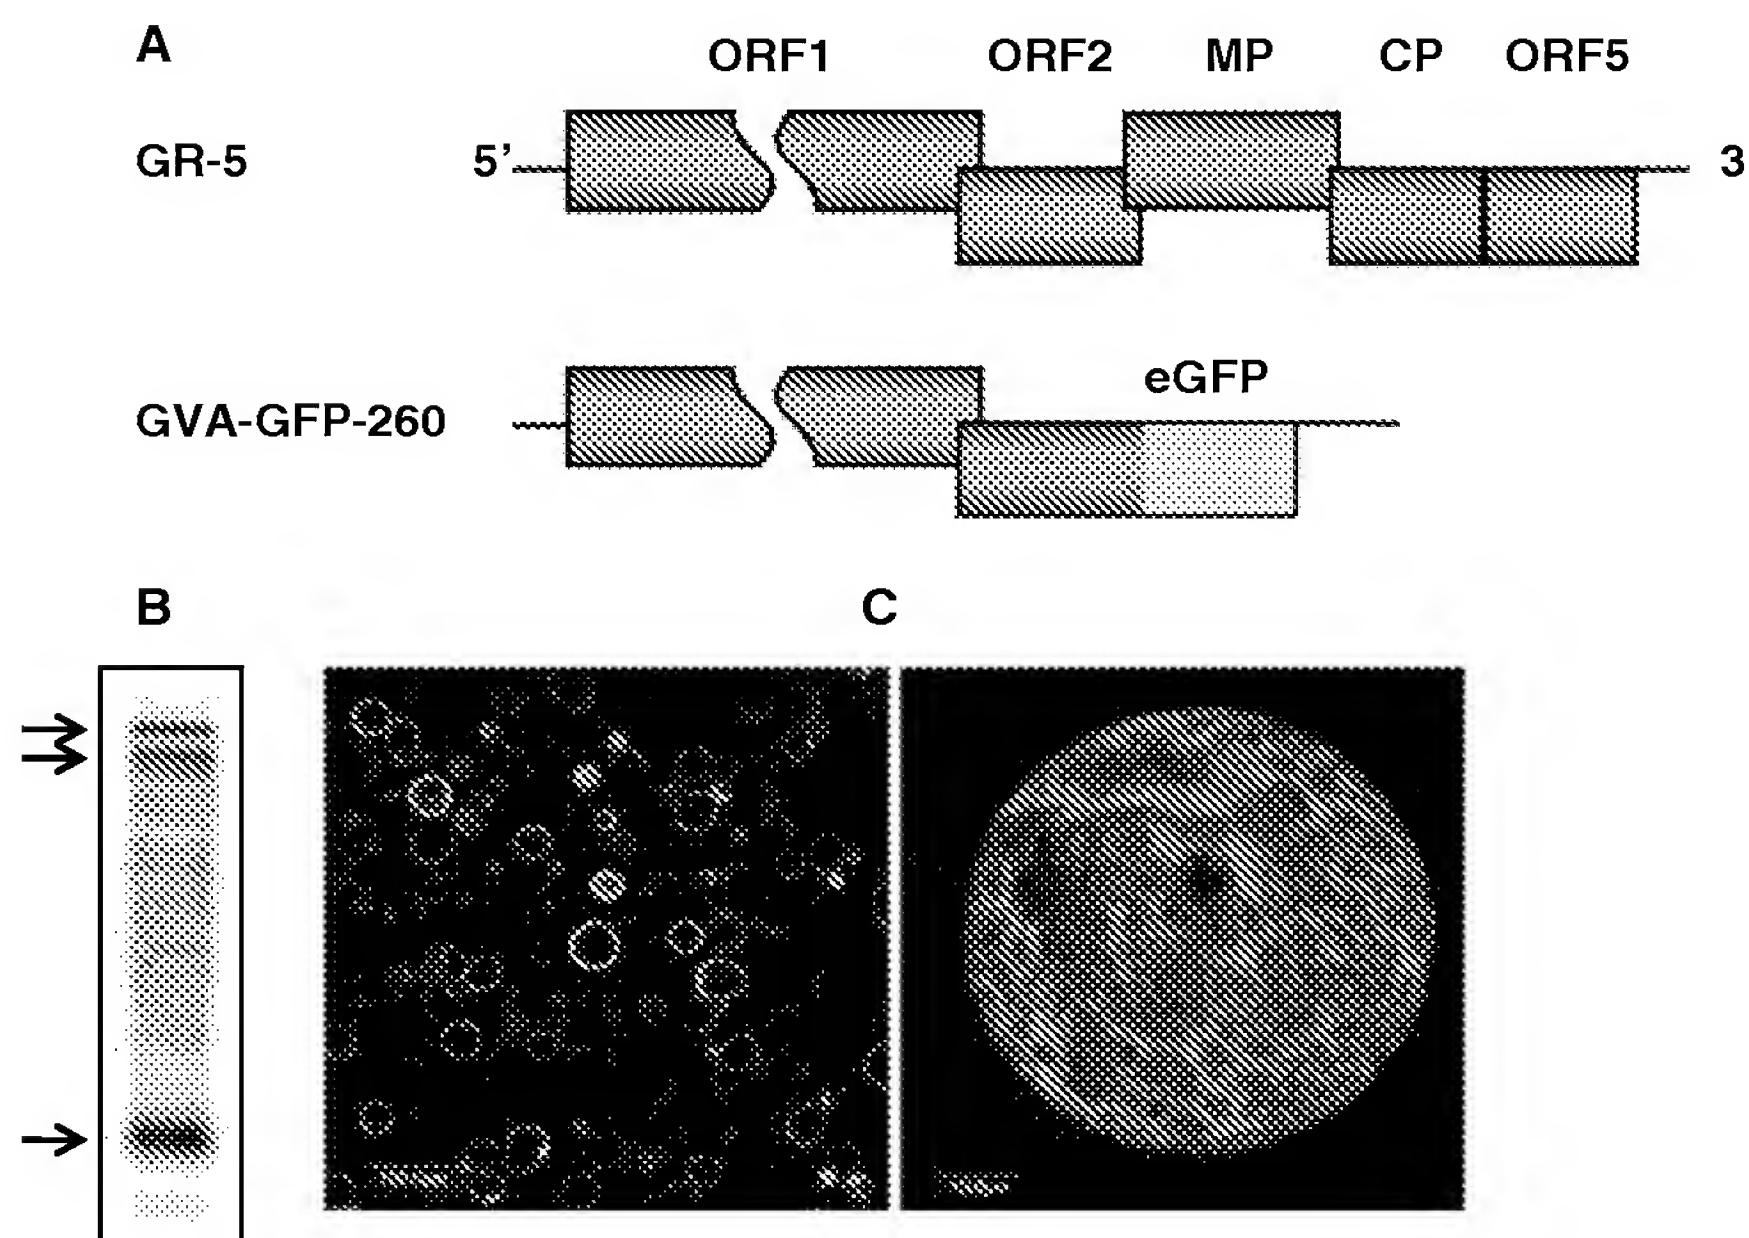 A
ORF1 ORF2 MP CP ORF5
GR-5 5’ 3
GVA-GFP-260 eGFP
B C